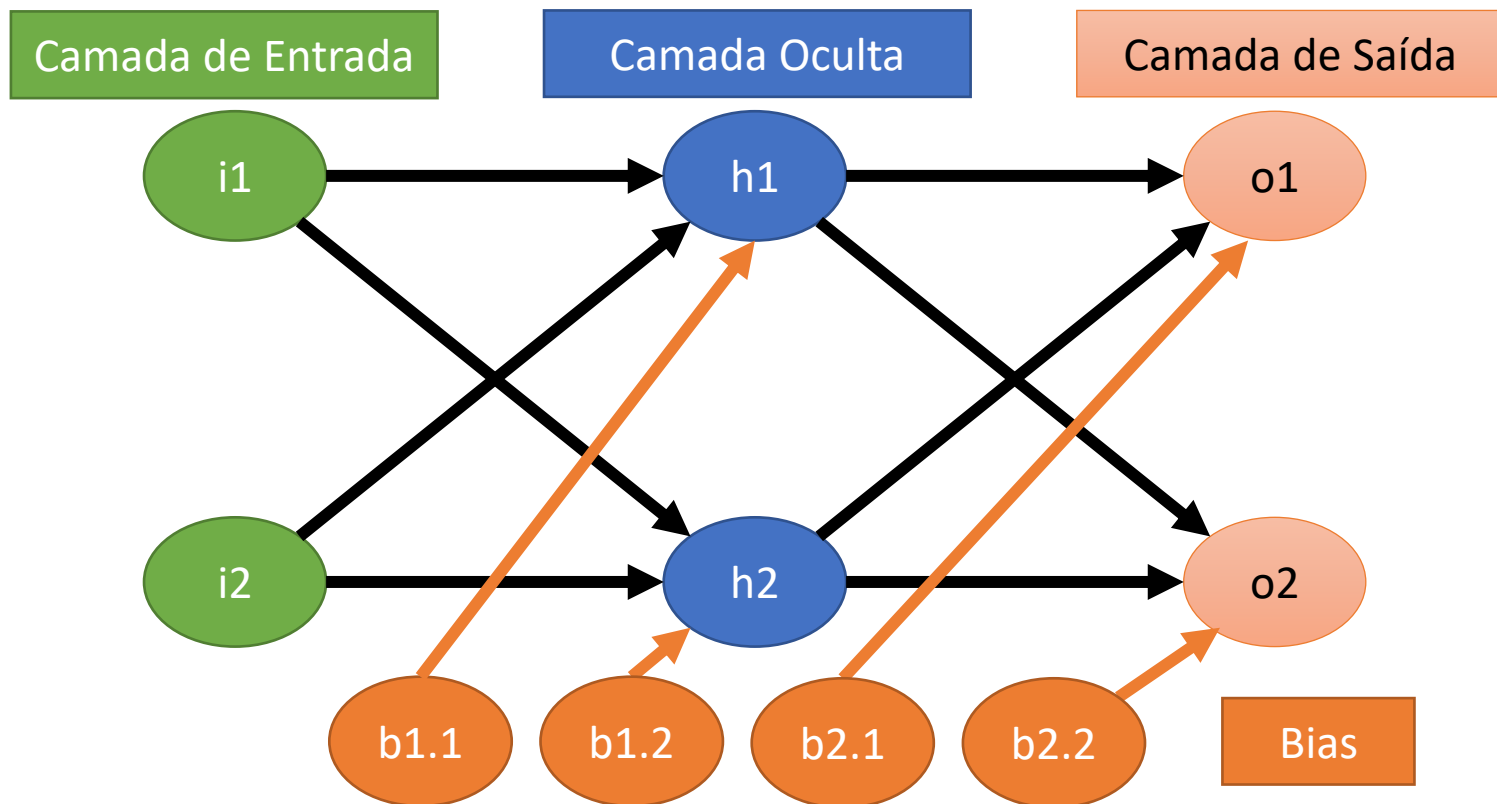 Camada de Entrada
Camada Oculta
Camada de Saída
i1
h1
o1
i2
h2
o2
b1.1
b1.2
b2.1
b2.2
Bias